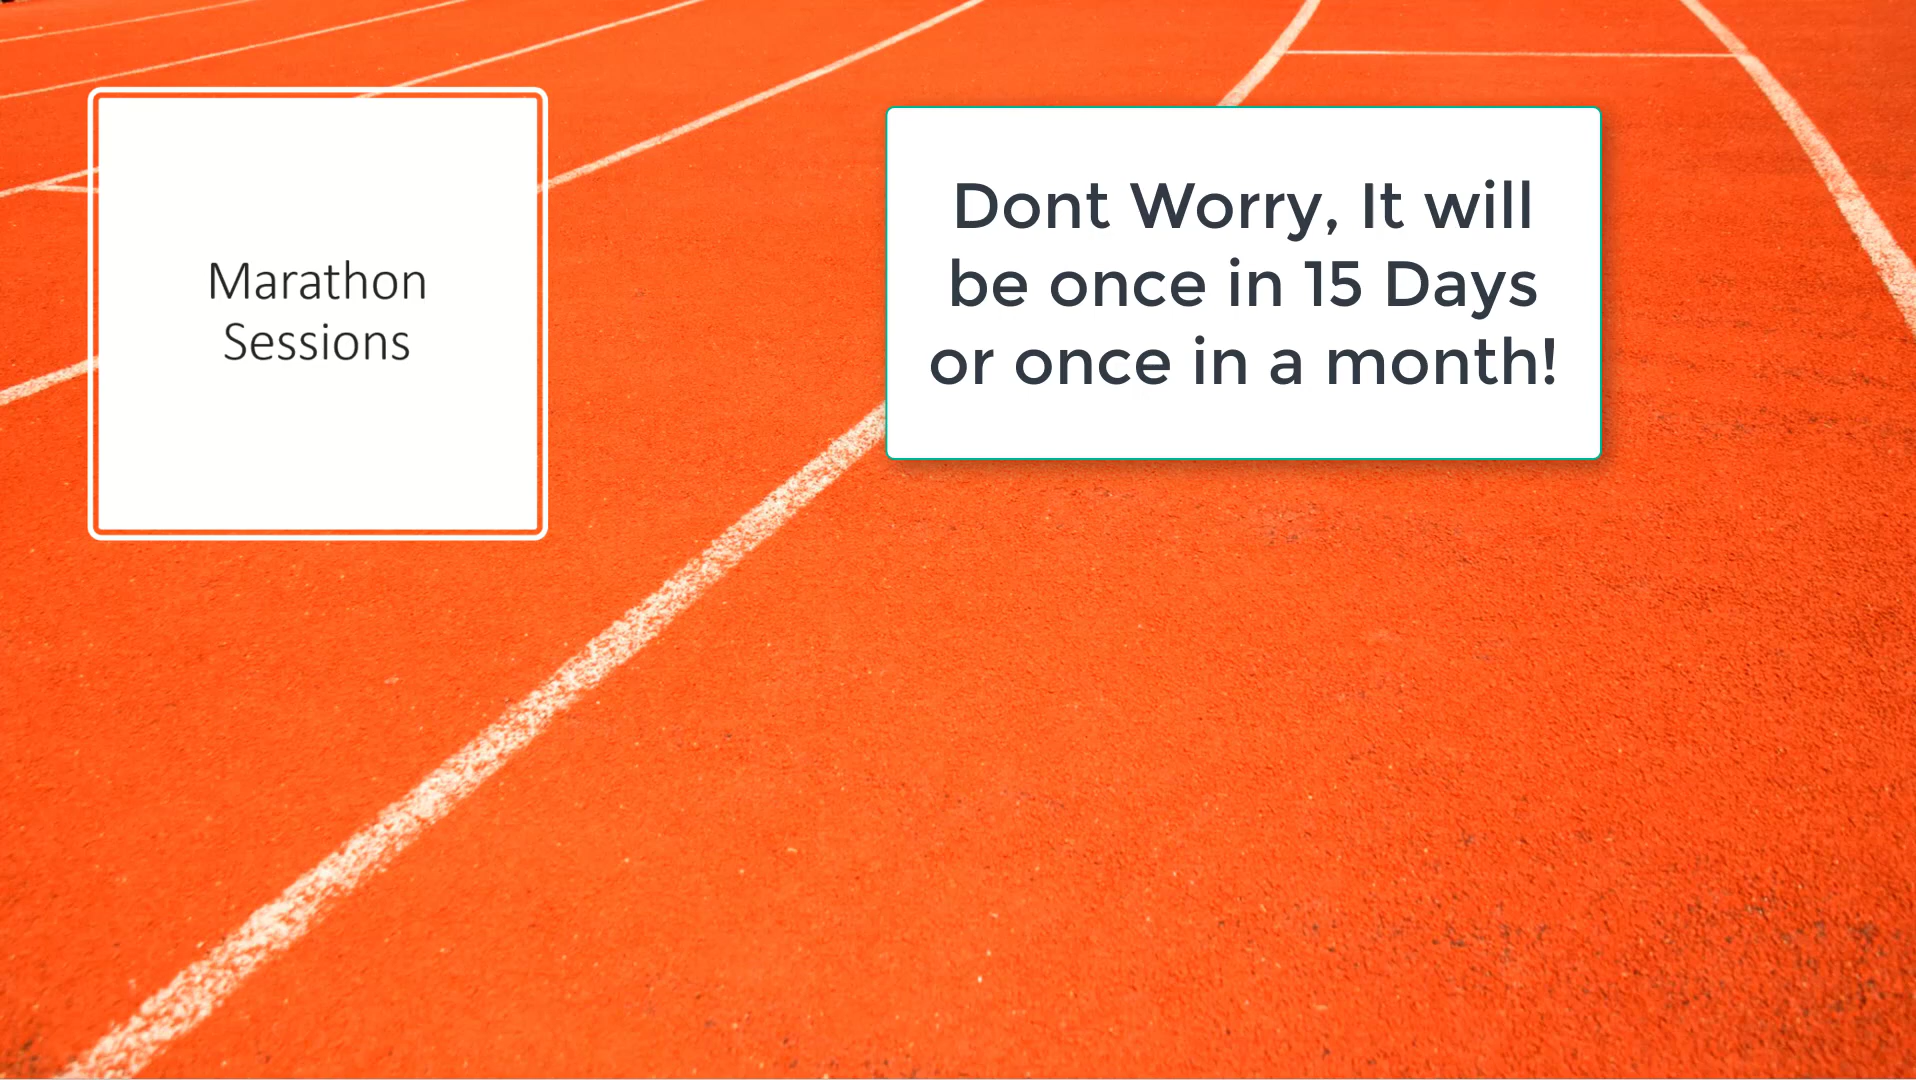 Marathon
Sessions
Dont Worry, It will
be once in 15 Days
or once in a month!